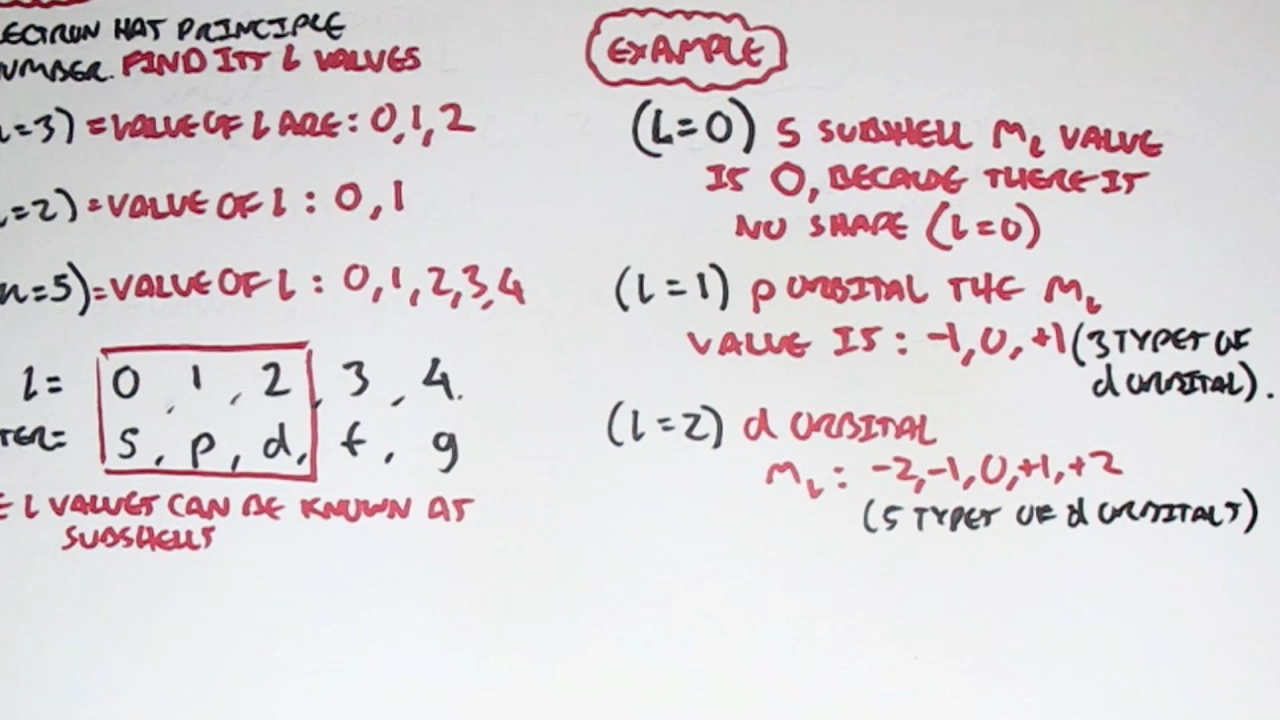 LECTRON HAS PRINCIPLE
NUMBER. FIND ITS L VALUES
n=3) = VALUE OF L ARE: 0, 1, 2
n=2) = VALUE OF L : 0, 1
n=5) = VALUE OF L : 0, 1, 2, 3, 4
l = 0, 1, 2, 3, 4.
TER= S, p, d, f, g
E L VALUES CAN BE KNOWN AS
SUBSHELLS
EXAMPLE
(L=0) S SUBSHELL ML VALUE
IS 0, BECAUSE THERE IS
NO SHAPE (L=0)
(l=1) p ORBITAL THE ML
VALUE IS: -1, 0, +1 (3 TYPES OF
d ORBITAL).
(l=2) d ORBITAL
ML: -2, -1, 0, +1, +2
(5 TYPES OF d ORBITALS)